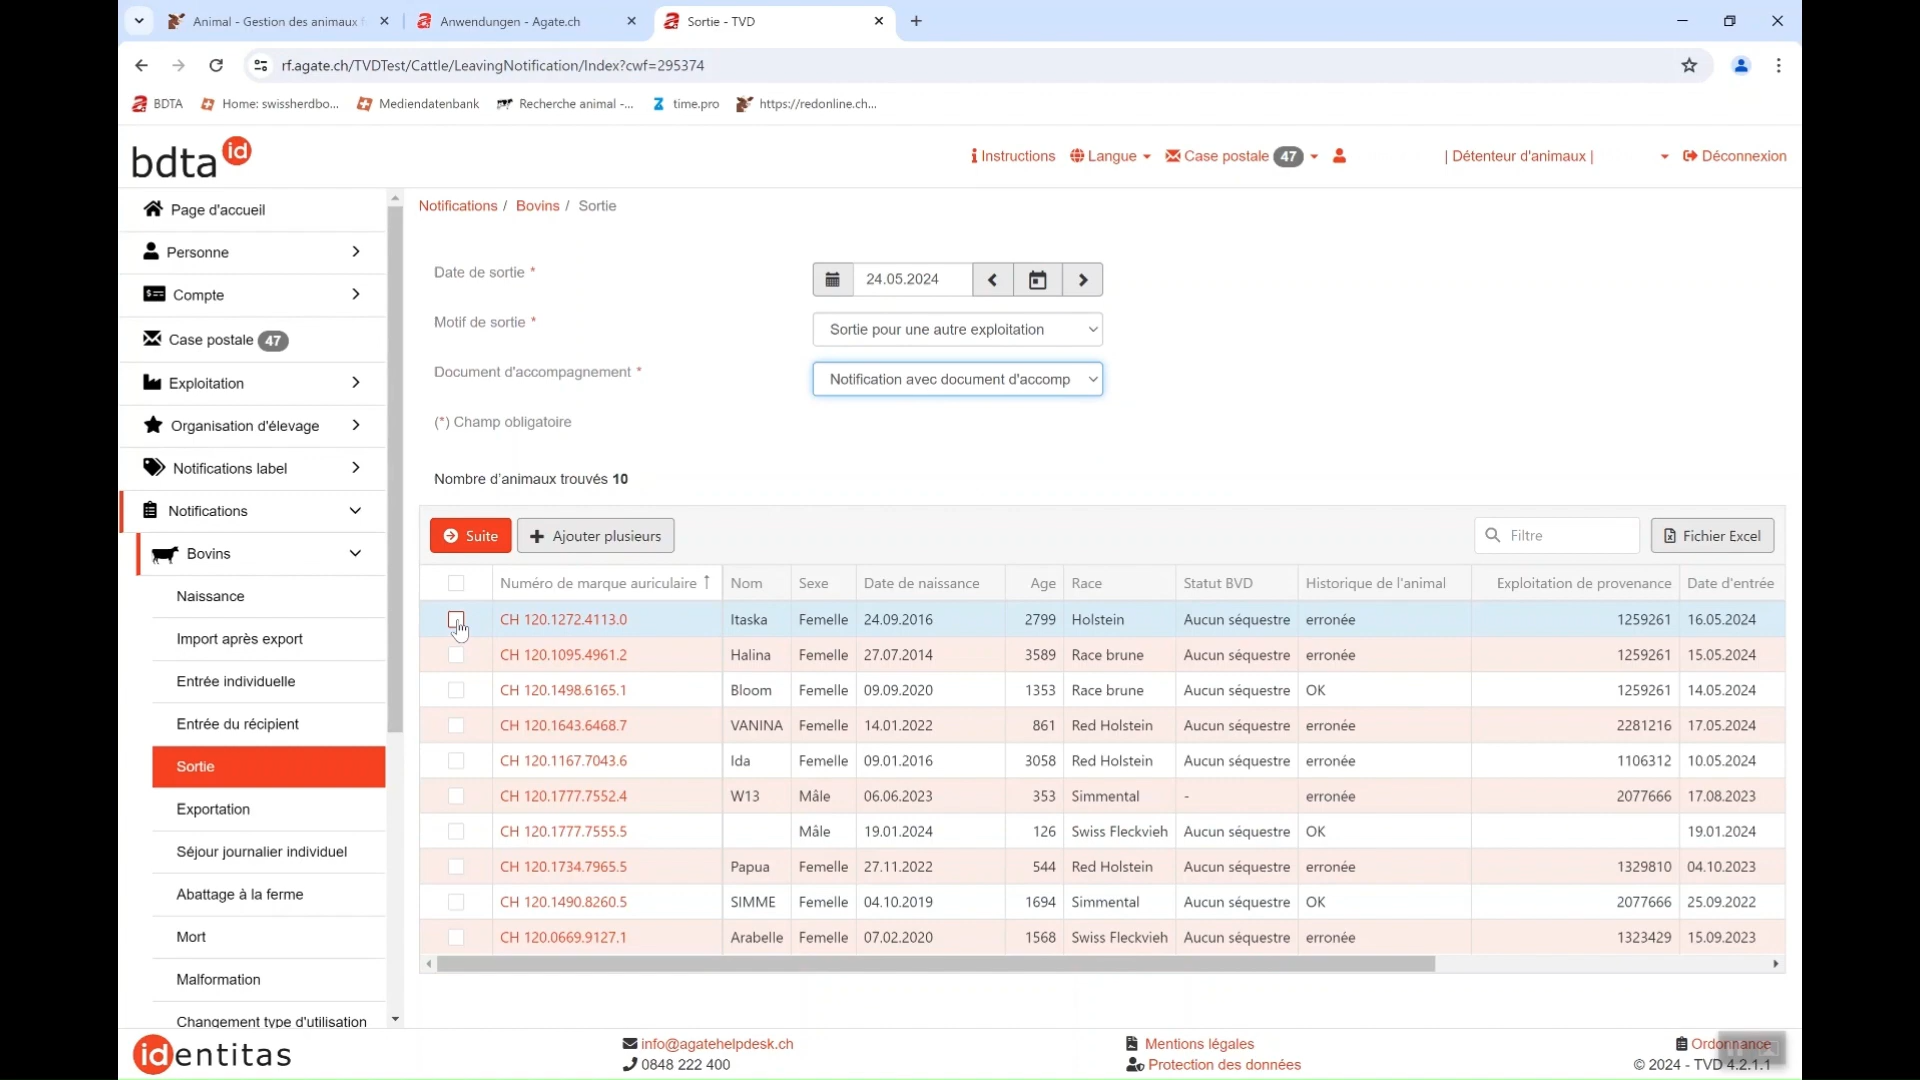 Animal - Gestion des animaux
Anwendungen - Agate.ch
Sortie - TVD
rf.agate.ch/TVDTest/Cattle/LeavingNotification/Index?cwf=295374
BDTA
Home: swissherdbo...
Mediendatenbank
Recherche animal -...
time.pro
https://redonline.ch...
bdta id
Instructions
Langue
Case postale 47
| Détenteur d'animaux |
Déconnexion
Page d'accueil
Personne
Compte
Case postale 47
Exploitation
Organisation d'élevage
Notifications label
Notifications
Bovins
Naissance
Import après export
Entrée individuelle
Entrée du récipient
Sortie
Exportation
Séjour journalier individuel
Abattage à la ferme
Mort
Malformation
Changement type d'utilisation
Notifications / Bovins / Sortie
Date de sortie * 24.05.2024
Motif de sortie * Sortie pour une autre exploitation
Document d'accompagnement * Notification avec document d'accomp
(*) Champ obligatoire
Nombre d'animaux trouvés 10
Suite
Ajouter plusieurs
Filtre
Fichier Excel
Numéro de marque auriculaire Nom Sexe Date de naissance Age Race Statut BVD Historique de l'animal Exploitation de provenance Date d'entrée
CH 120.1272.4113.0 Itaska Femelle 24.09.2016 2799 Holstein Aucun séquestre erronée 1259261 16.05.2024
CH 120.1095.4961.2 Halina Femelle 27.07.2014 3589 Race brune Aucun séquestre erronée 1259261 15.05.2024
CH 120.1498.6165.1 Bloom Femelle 09.09.2020 1353 Race brune Aucun séquestre OK 1259261 14.05.2024
CH 120.1643.6468.7 VANINA Femelle 14.01.2022 861 Red Holstein Aucun séquestre erronée 2281216 17.05.2024
CH 120.1167.7043.6 Ida Femelle 09.01.2016 3058 Red Holstein Aucun séquestre erronée 1106312 10.05.2024
CH 120.1777.7552.4 W13 Mâle 06.06.2023 353 Simmental - erronée 2077666 17.08.2023
CH 120.1777.7555.5 Mâle 19.01.2024 126 Swiss Fleckvieh Aucun séquestre OK 19.01.2024
CH 120.1734.7965.5 Papua Femelle 27.11.2022 544 Red Holstein Aucun séquestre erronée 1329810 04.10.2023
CH 120.1490.8260.5 SIMME Femelle 04.10.2019 1694 Simmental Aucun séquestre OK 2077666 25.09.2022
CH 120.0669.9127.1 Arabelle Femelle 07.02.2020 1568 Swiss Fleckvieh Aucun séquestre erronée 1323429 15.09.2023
identitas
info@agatehelpdesk.ch
0848 222 400
Mentions légales
Protection des données
Ordonnance
© 2024 - TVD 4.2.1.1